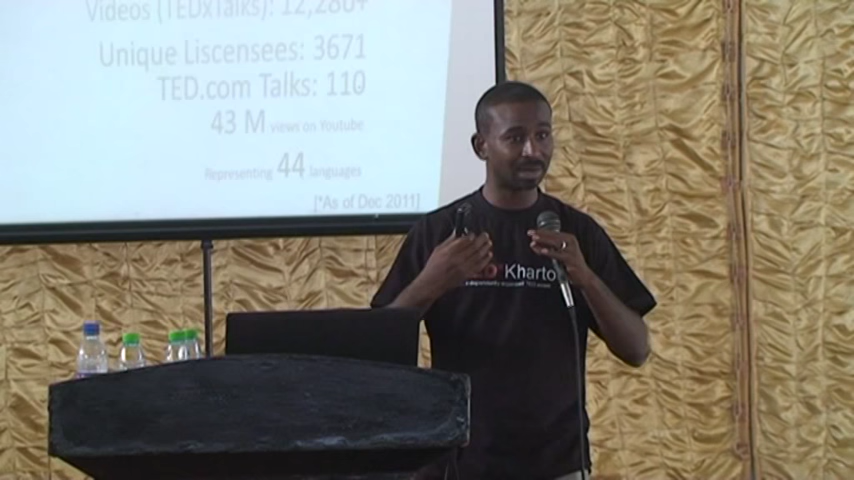 Videos (TEDxTalks): 12,280+
Unique Liscensees: 3671
TED.com Talks: 110
43 M views on Youtube
Representing 44 languages
[*As of Dec 2011]
Kharto